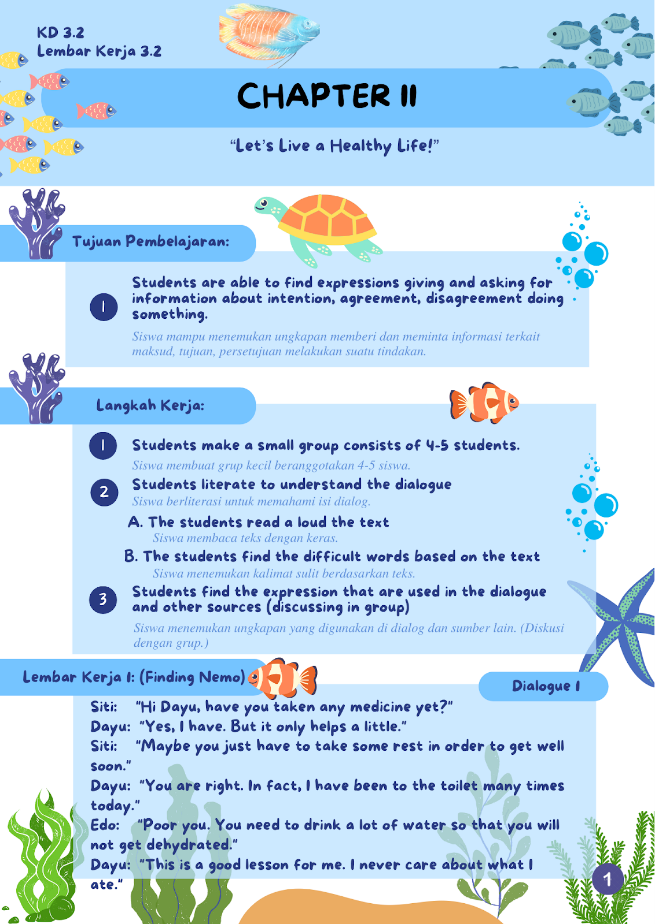 KD 3.2
Lembar Kerja 3.2
CHAPTER II
“Let’s Live a Healthy Life!”
Tujuan Pembelajaran:
1
Students are able to find expressions giving and asking for
information about intention, agreement, disagreement doing
something.
Siswa mampu menemukan ungkapan memberi dan meminta informasi terkait
maksud, tujuan, persetujuan melakukan suatu tindakan.
Langkah Kerja:
1
Students make a small group consists of 4-5 students.
Siswa membuat grup kecil beranggotakan 4-5 siswa.
2
Students literate to understand the dialogue
Siswa berliterasi untuk memahami isi dialog.
A. The students read a loud the text
Siswa membaca teks dengan keras.
B. The students find the difficult words based on the text
Siswa menemukan kalimat sulit berdasarkan teks.
3
Students find the expression that are used in the dialogue
and other sources (discussing in group)
Siswa menemukan ungkapan yang digunakan di dialog dan sumber lain. (Diskusi
dengan grup.)
Lembar Kerja 1: (Finding Nemo)
Dialogue 1
Siti: "Hi Dayu, have you taken any medicine yet?"
Dayu: "Yes, I have. But it only helps a little."
Siti: "Maybe you just have to take some rest in order to get well
soon."
Dayu: "You are right. In fact, I have been to the toilet many times
today."
Edo: "Poor you. You need to drink a lot of water so that you will
not get dehydrated."
Dayu: "This is a good lesson for me. I never care about what I
ate."
1